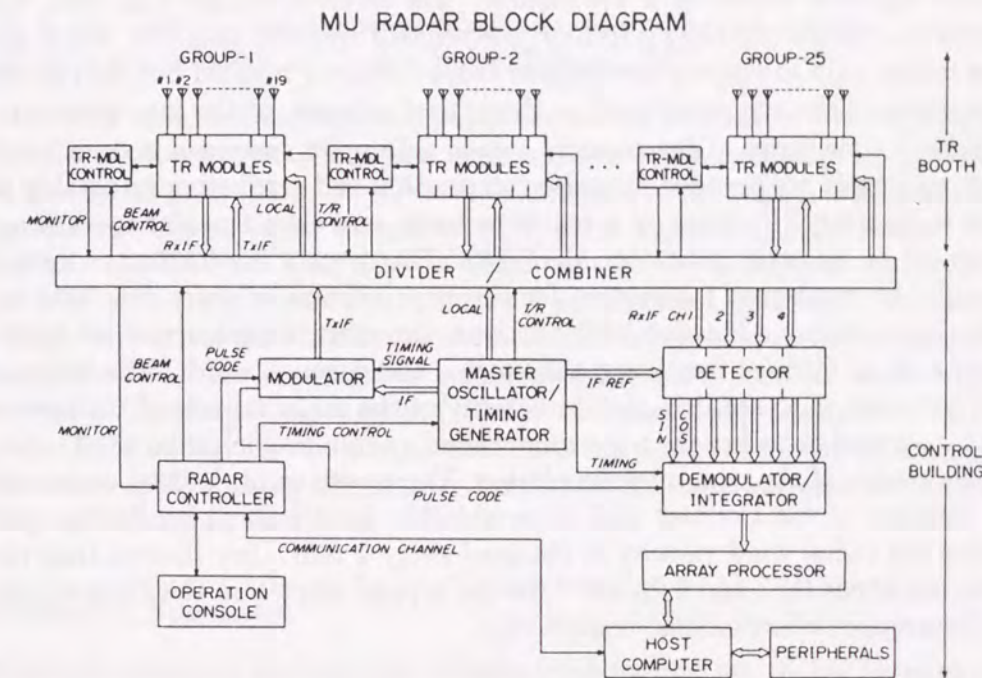 MU RADAR BLOCK DIAGRAM
GROUP-1
GROUP-2
GROUP-25
#1 #2 #19
TR-MDL CONTROL
TR MODULES
TR-MDL CONTROL
TR MODULES
TR-MDL CONTROL
TR MODULES
TR BOOTH
MONITOR
BEAM CONTROL
RxIF
TxIF
LOCAL
T/R CONTROL
DIVIDER COMBINER
TxIF
LOCAL
T/R CONTROL
RxIF CH1 2 3 4
BEAM CONTROL
PULSE CODE
MODULATOR
TIMING SIGNAL
IF
MASTER OSCILLATOR/ TIMING GENERATOR
IF REF
DETECTOR
MONITOR
TIMING CONTROL
SIN
COS
TIMING
CONTROL BUILDING
RADAR CONTROLLER
PULSE CODE
DEMODULATOR/ INTEGRATOR
COMMUNICATION CHANNEL
ARRAY PROCESSOR
OPERATION CONSOLE
HOST COMPUTER
PERIPHERALS